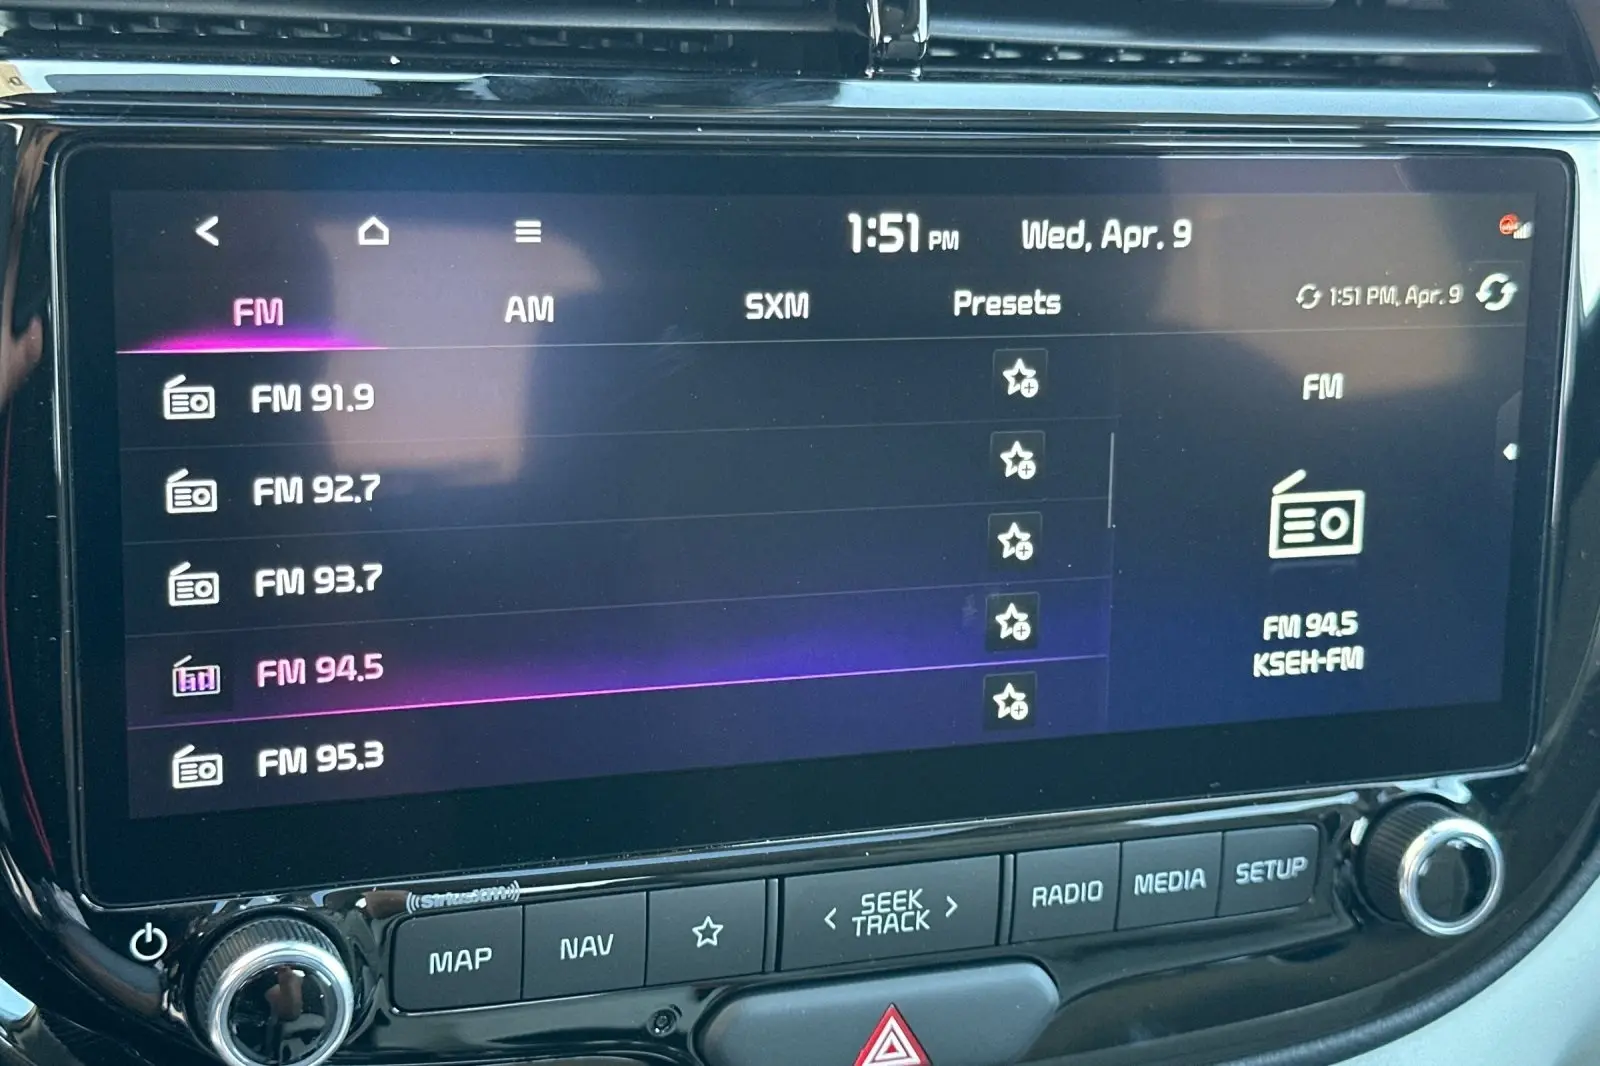 1:51 PM Wed, Apr. 9
FM AM SXM Presets 1:51 PM, Apr. 9
FM 91.9
FM 92.7
FM 93.7
FM 94.5
FM 95.3
FM
FM 94.5
KSEH-FM
((SiriusXM))
MAP NAV < SEEK TRACK > RADIO MEDIA SETUP